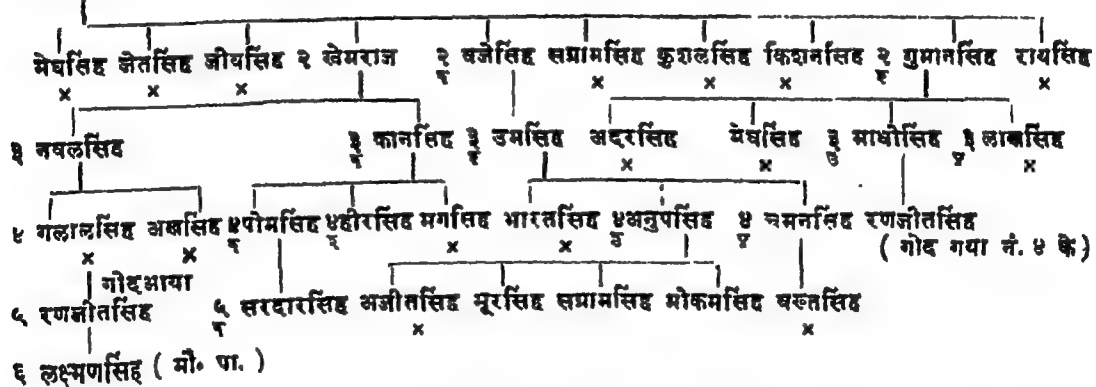 मेघसिंह जेतसिंह जीयसिंह २ खेमराज २ वजेसिंह सग्रामसिंह कुशलसिंह किशनसिंह २ गुमानसिंह रायसिंह
× × × × × × ×
३ नवलसिंह ३ कानसिंह ३ उमसिंह अदरसिंह मेघसिंह ३ माधोसिंह ३ लालसिंह
× × ×
४ गलालसिंह अखसिंह ४ पोमसिंह ४ हीरसिंह मगसिंह भारतसिंह ४ अनुपसिंह ४ चमनसिंह रणजीतसिंह
× × × × ( गोद गया नं. ४ के )
गोदआया
५ रणजीतसिंह ५ सरदारसिंह अजीतसिंह मूरसिंह सग्रामसिंह मोकमसिंह वख्तसिंह
× ×
६ लक्ष्मणसिंह ( मौ. पा. )